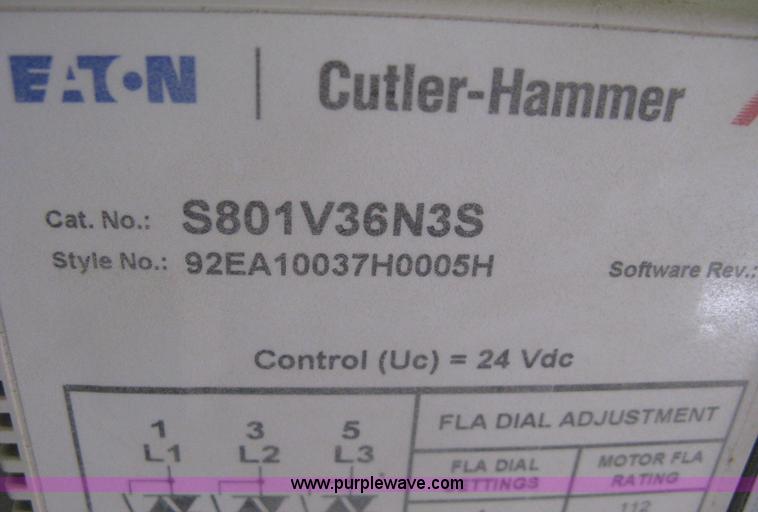 EATON | Cutler-Hammer
Cat. No.: S801V36N3S
Style No.: 92EA10037H0005H
Software Rev.:
Control (Uc) = 24 Vdc
1 3 5
L1 L2 L3
FLA DIAL ADJUSTMENT
FLA DIAL
MOTOR FLA
RATING
112
www.purplewave.com